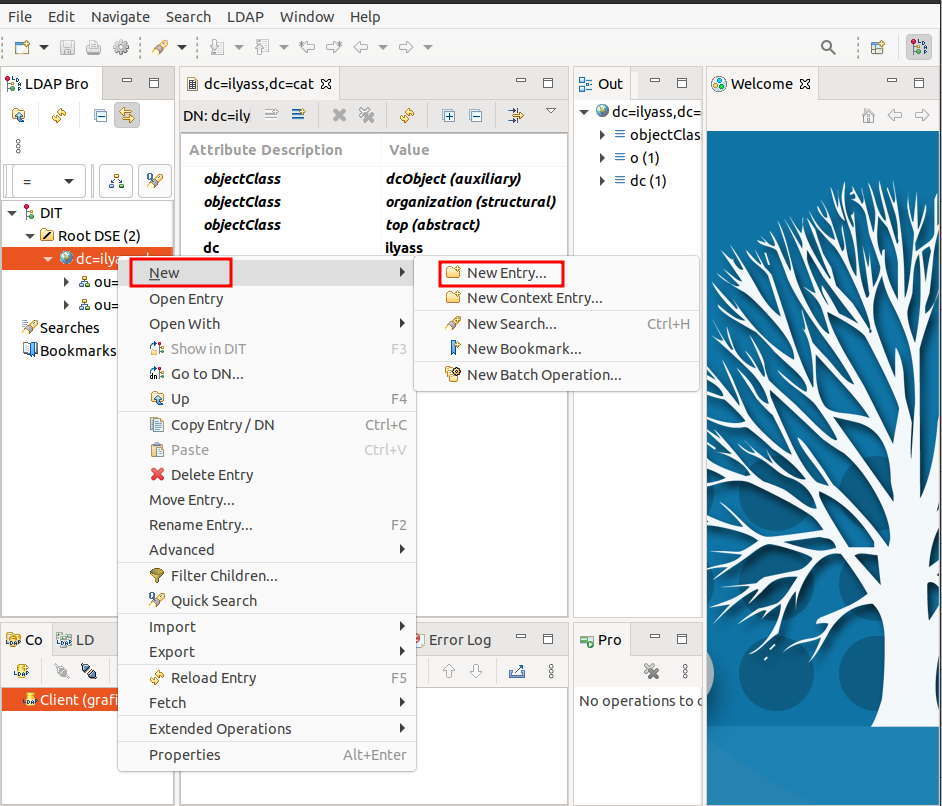 File Edit Navigate Search LDAP Window Help
LDAP Bro
dc=ilyass,dc=cat
Out
Welcome
DN: dc=ily
dc=ilyass,dc=
objectClass
o (1)
dc (1)
=
Attribute Description Value
objectClass dcObject (auxiliary)
objectClass organization (structural)
objectClass top (abstract)
dc ilyass
DIT
Root DSE (2)
dc=ilya
ou=
ou=
Searches
Bookmarks
New
Open Entry
Open With
Show in DIT F3
Go to DN...
Up F4
Copy Entry / DN Ctrl+C
Paste Ctrl+V
Delete Entry
Move Entry...
Rename Entry... F2
Advanced
Filter Children...
Quick Search
Import
Export
Reload Entry F5
Fetch
Extended Operations
Properties Alt+Enter
New Entry...
New Context Entry...
New Search... Ctrl+H
New Bookmark...
New Batch Operation...
Co
LD
Error Log
Pro
LDAP
Client (grafi
No operations to